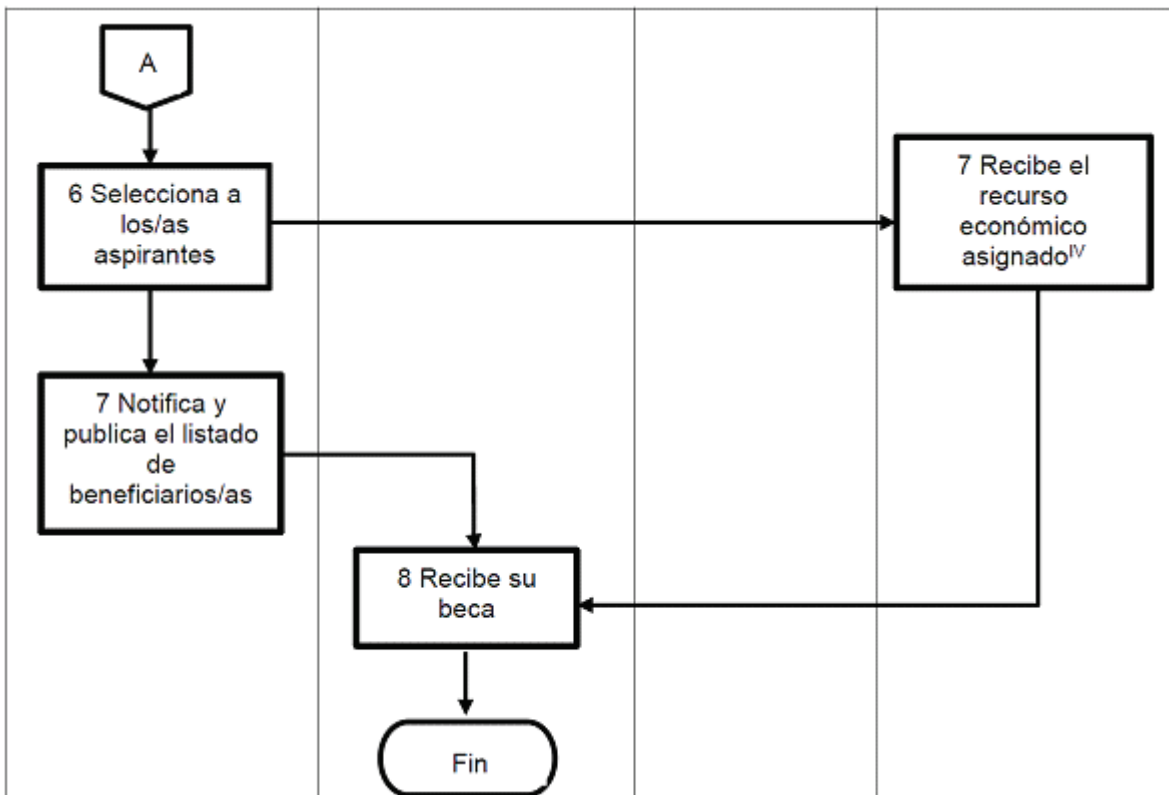 A
6 Selecciona a
los/as
aspirantes
7 Recibe el
recurso
económico
asignadoIV
7 Notifica y
publica el listado
de
beneficiarios/as
8 Recibe su
beca
Fin